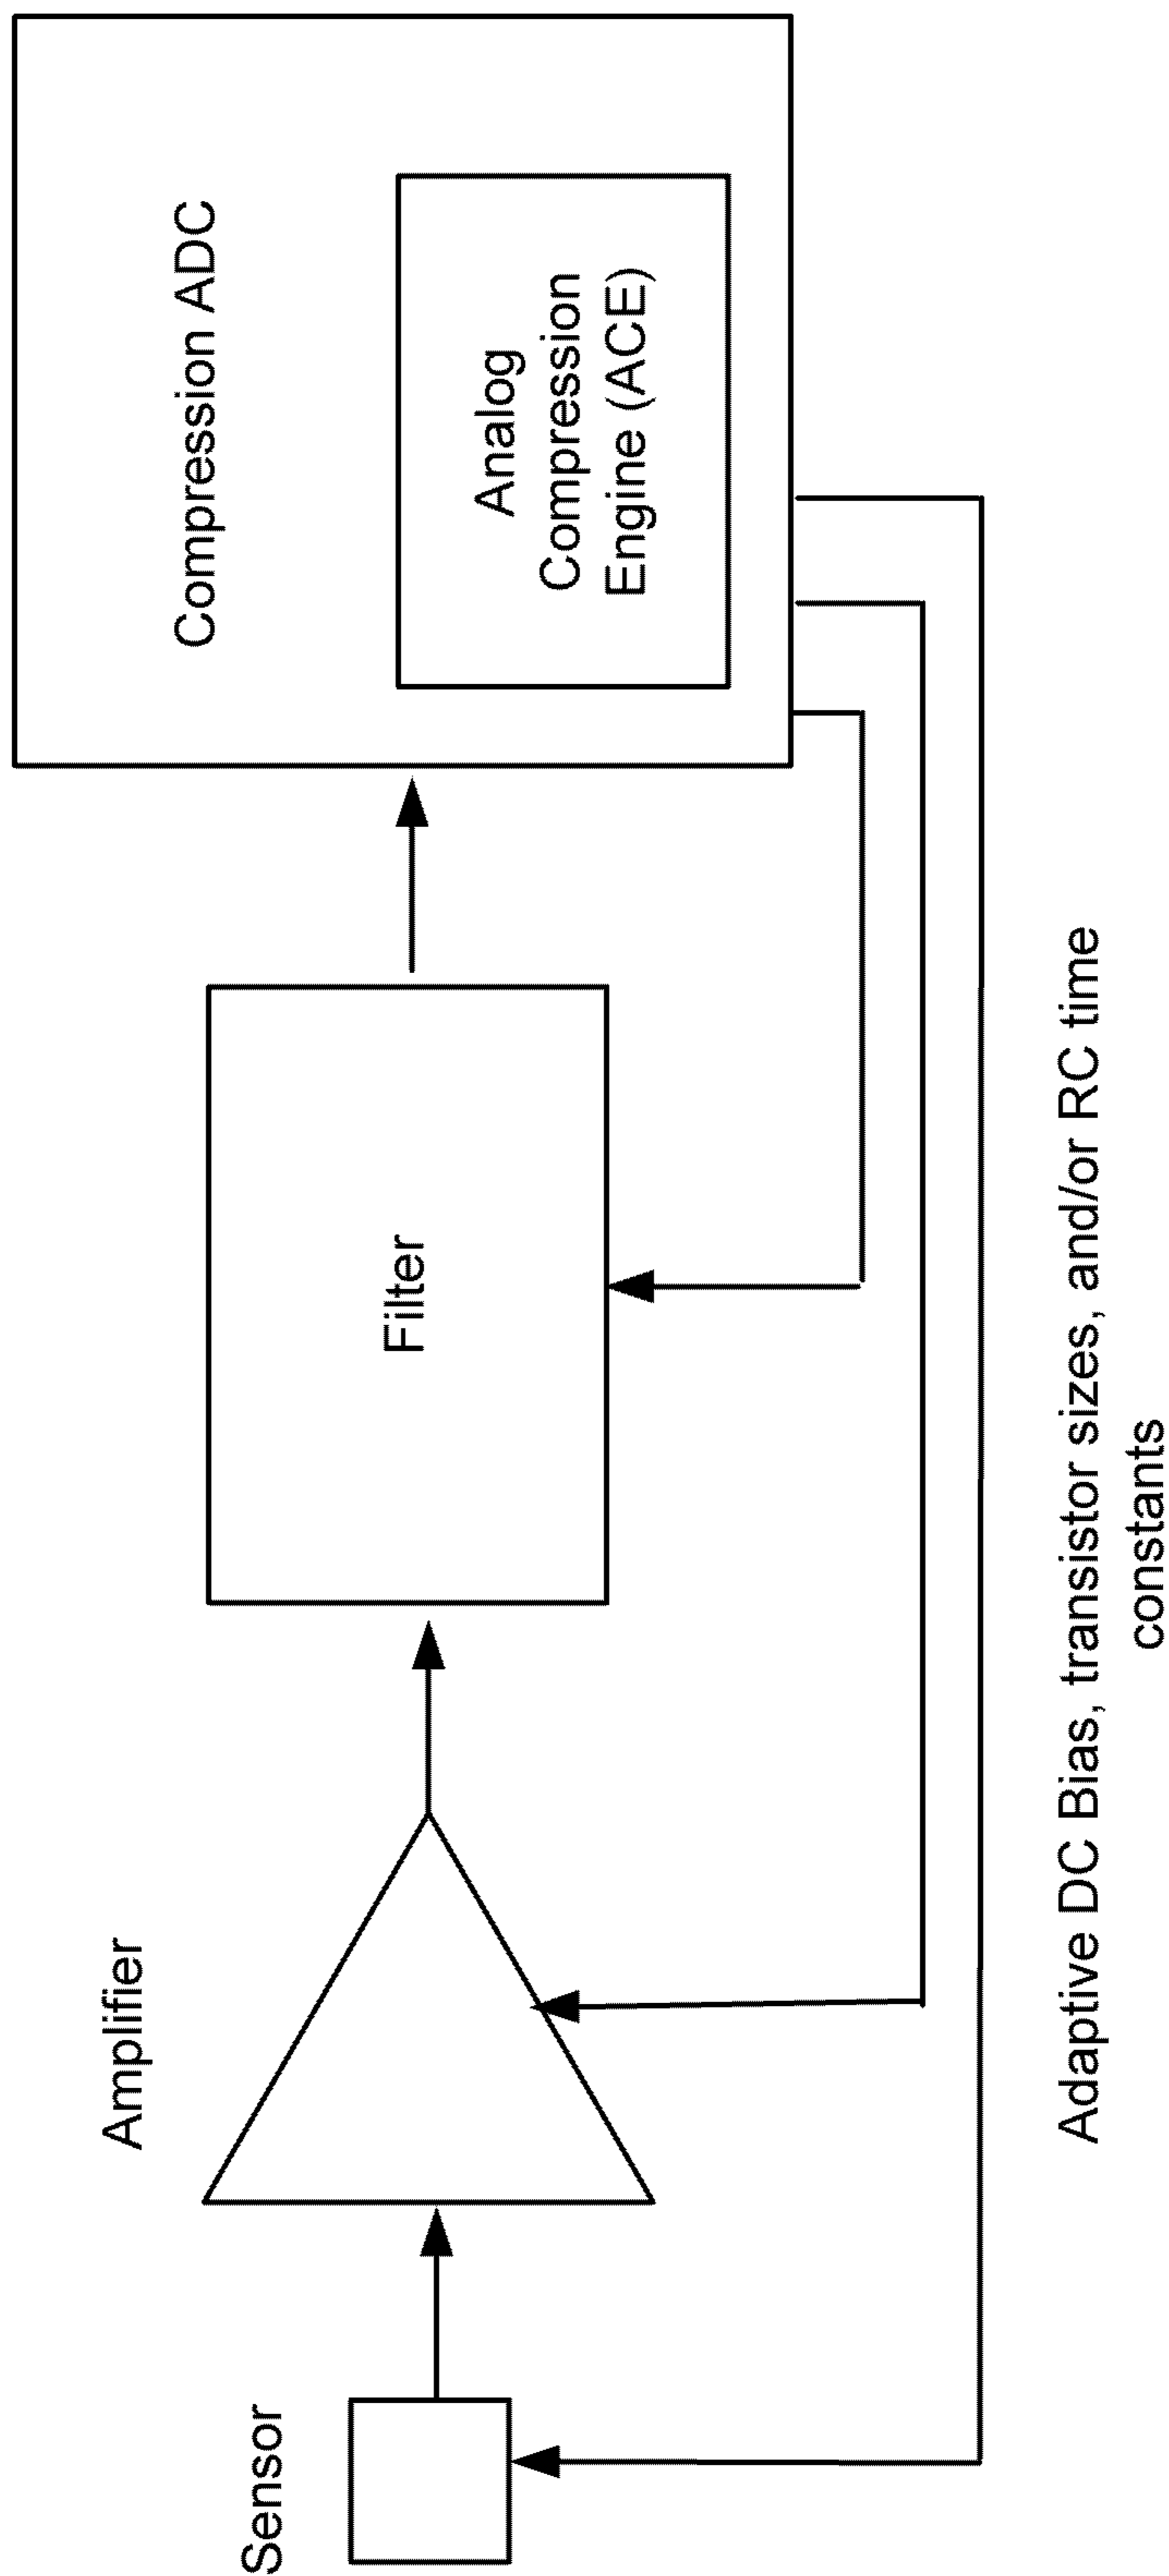 Sensor
Amplifier
Filter
Compression ADC
Analog
Compression
Engine (ACE)
Adaptive DC Bias, transistor sizes, and/or RC time
constants